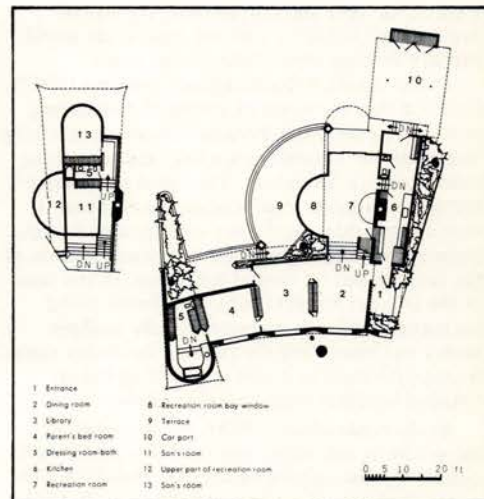 13
5
12
11
UP
DN
UP
10
DN
DN
6
9
8
7
DN
UP
1
5
4
3
2
DN
1 Entrance
2 Dining room
3 Library
4 Parent's bed room
5 Dressing room-bath
6 Kitchen
7 Recreation room
8 Recreation room bay window
9 Terrace
10 Car port
11 Son's room
12 Upper part of recreation room
13 Son's room
0 5 10 20 ft